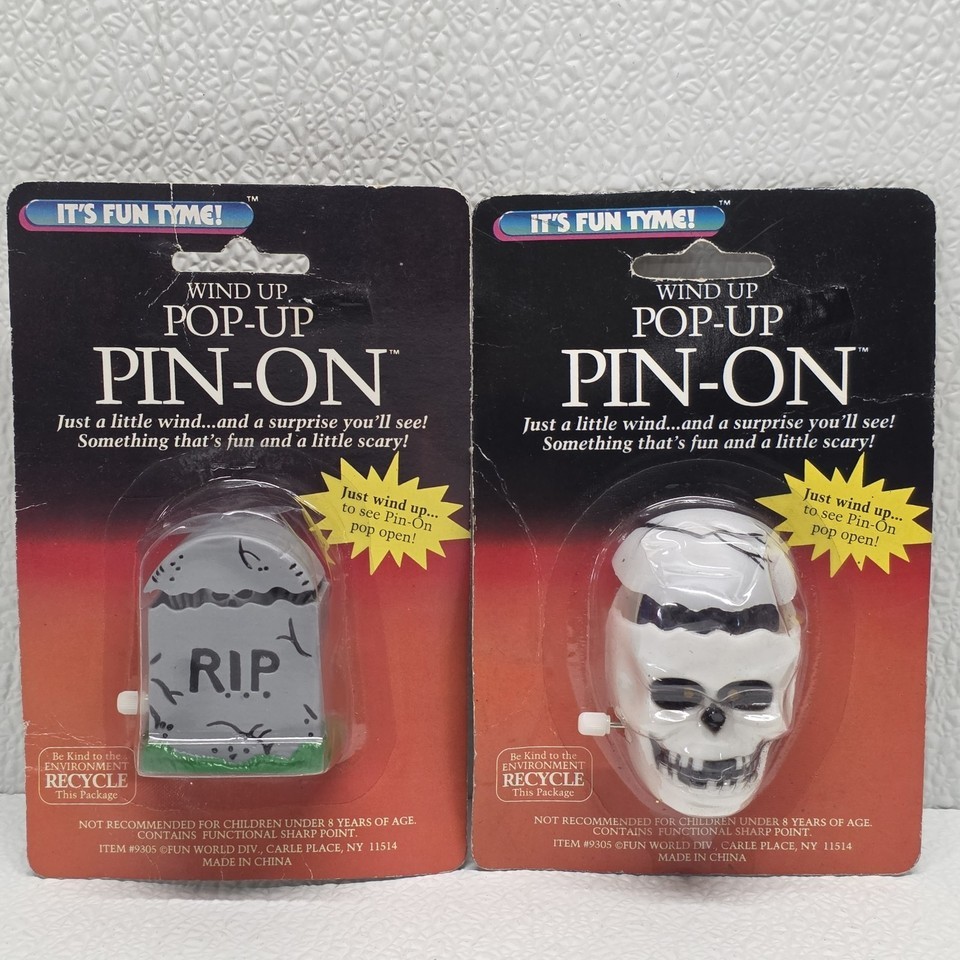 IT'S FUN TYME!™
WIND UP
POP-UP
PIN-ON™
Just a little wind...and a surprise you'll see!
Something that's fun and a little scary!
Just wind up...
to see Pin-On
pop open!
R.I.P.
Be Kind to the
ENVIRONMENT
RECYCLE
This Package
NOT RECOMMENDED FOR CHILDREN UNDER 8 YEARS OF AGE.
CONTAINS FUNCTIONAL SHARP POINT.
ITEM #9305 ©FUN WORLD DIV., CARLE PLACE, NY 11514
MADE IN CHINA
IT'S FUN TYME!™
WIND UP
POP-UP
PIN-ON™
Just a little wind...and a surprise you'll see!
Something that's fun and a little scary!
Just wind up...
to see Pin-On
pop open!
Be Kind to the
ENVIRONMENT
RECYCLE
This Package
NOT RECOMMENDED FOR CHILDREN UNDER 8 YEARS OF AGE.
CONTAINS FUNCTIONAL SHARP POINT.
ITEM #9305 ©FUN WORLD DIV., CARLE PLACE, NY 11514
MADE IN CHINA